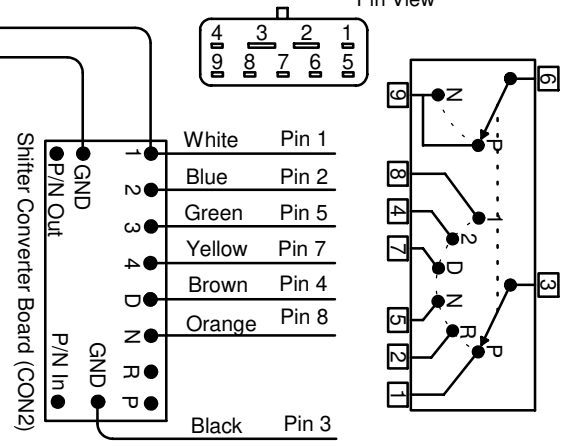 Pin View
4 3 2 1
9 8 7 6 5
White Pin 1
Blue Pin 2
Green Pin 5
Yellow Pin 7
Brown Pin 4
Orange Pin 8
Black Pin 3
1 2 3 4 D N R P
GND
P/N Out
GND
P/N In
Shifter Converter Board (CON2)
9
8
4
7
5
2
1
6
3
N
P
1
2
D
N
R
P